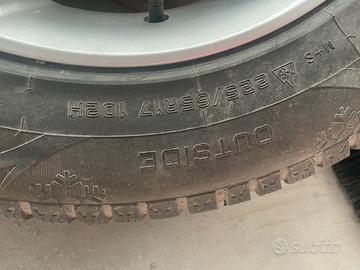 M+S
225/65R17 102H
OUTSIDE
subito